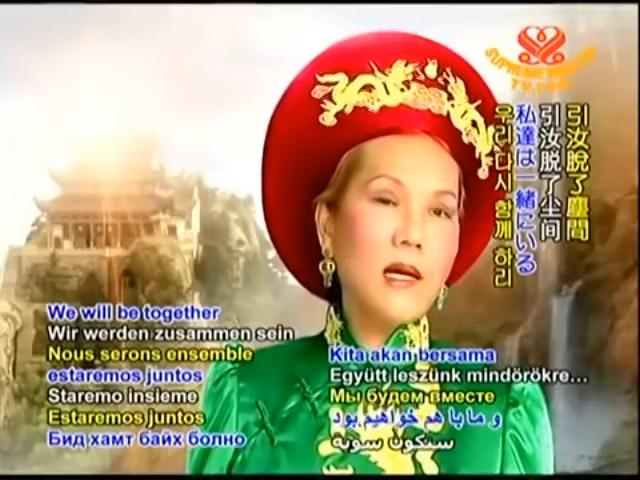 SUPREME MASTER
TV.COM
引汝脫了塵間
引汝脱了尘间
私達は一緒にいる
우리 다시 함께 하리
We will be together
Wir werden zusammen sein
Nous serons ensemble
estaremos juntos
Staremo insieme
Estaremos juntos
Бид хамт байх болно
Kita akan bersama
Együtt leszünk mindörökre...
Мы будем вместе
و ما با هم خواهیم بود
سنكون سويه